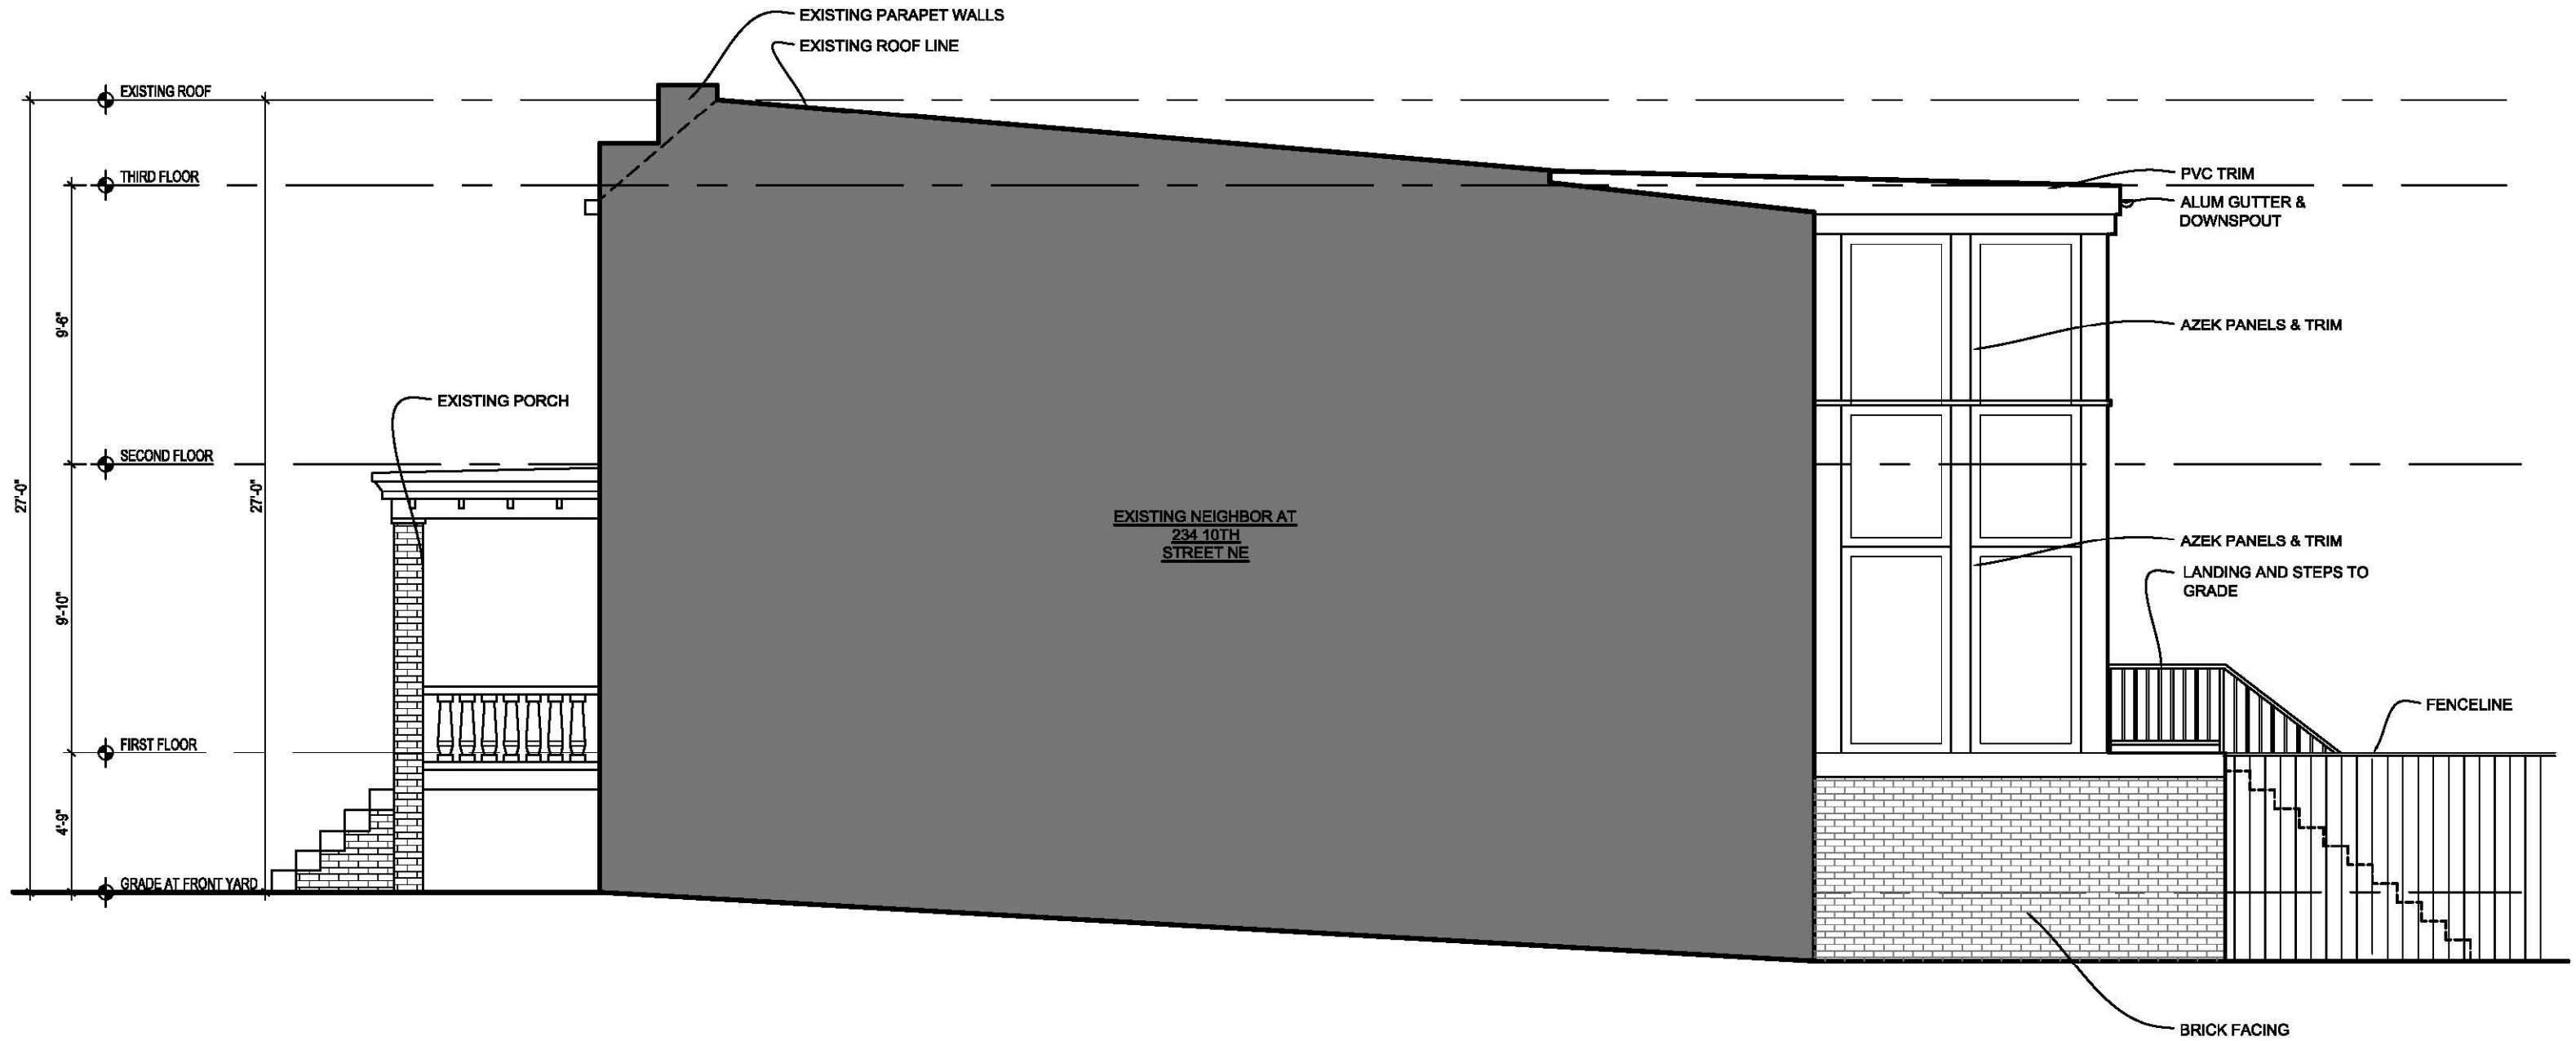 EXISTING PARAPET WALLS
EXISTING ROOF LINE
EXISTING ROOF
THIRD FLOOR
PVC TRIM
ALUM GUTTER &
DOWNSPOUT
9'-6"
AZEK PANELS & TRIM
EXISTING PORCH
SECOND FLOOR
27'-0"
27'-0"
EXISTING NEIGHBOR AT
234 10TH
STREET NE
AZEK PANELS & TRIM
LANDING AND STEPS TO
GRADE
9'-10"
FENCELINE
FIRST FLOOR
4'-9"
GRADE AT FRONT YARD
BRICK FACING